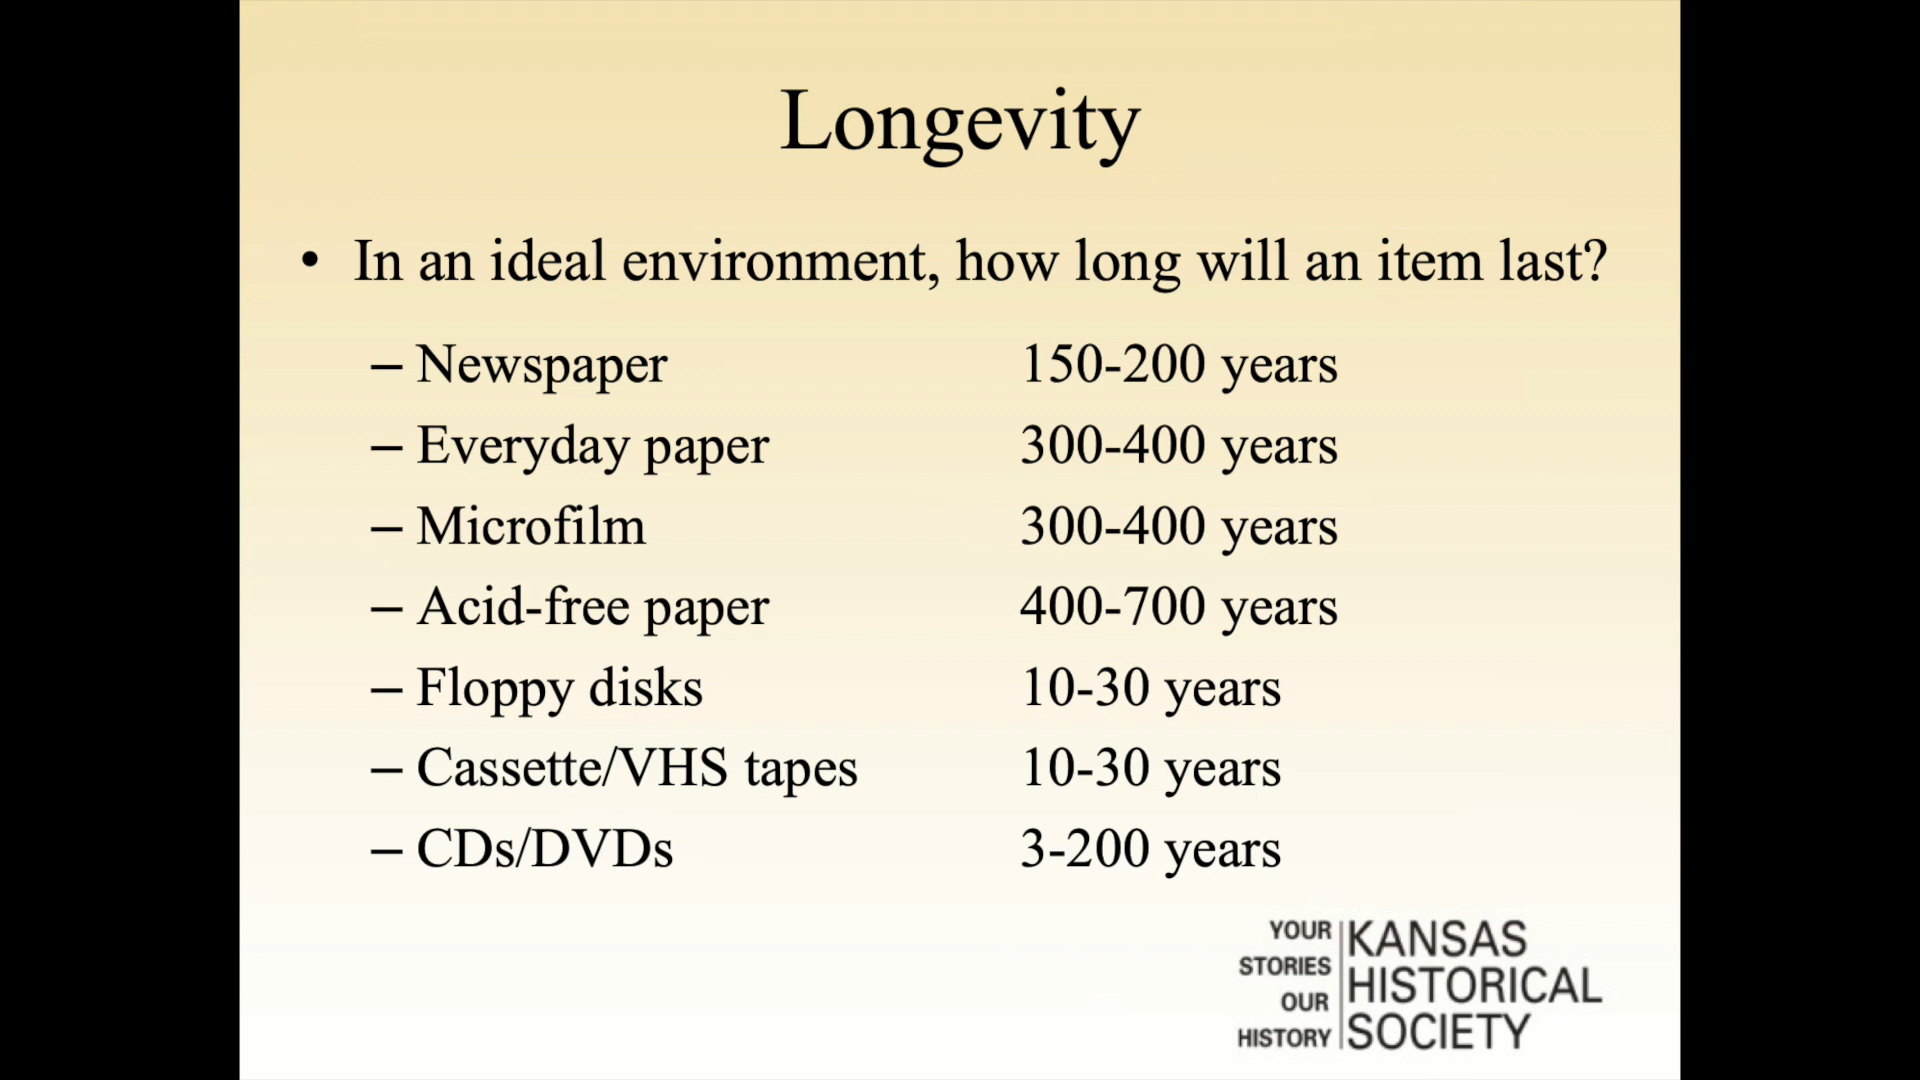 Longevity
• In an ideal environment, how long will an item last?
– Newspaper 150-200 years
– Everyday paper 300-400 years
– Microfilm 300-400 years
– Acid-free paper 400-700 years
– Floppy disks 10-30 years
– Cassette/VHS tapes 10-30 years
– CDs/DVDs 3-200 years
YOUR
STORIES
OUR
HISTORY
KANSAS
HISTORICAL
SOCIETY